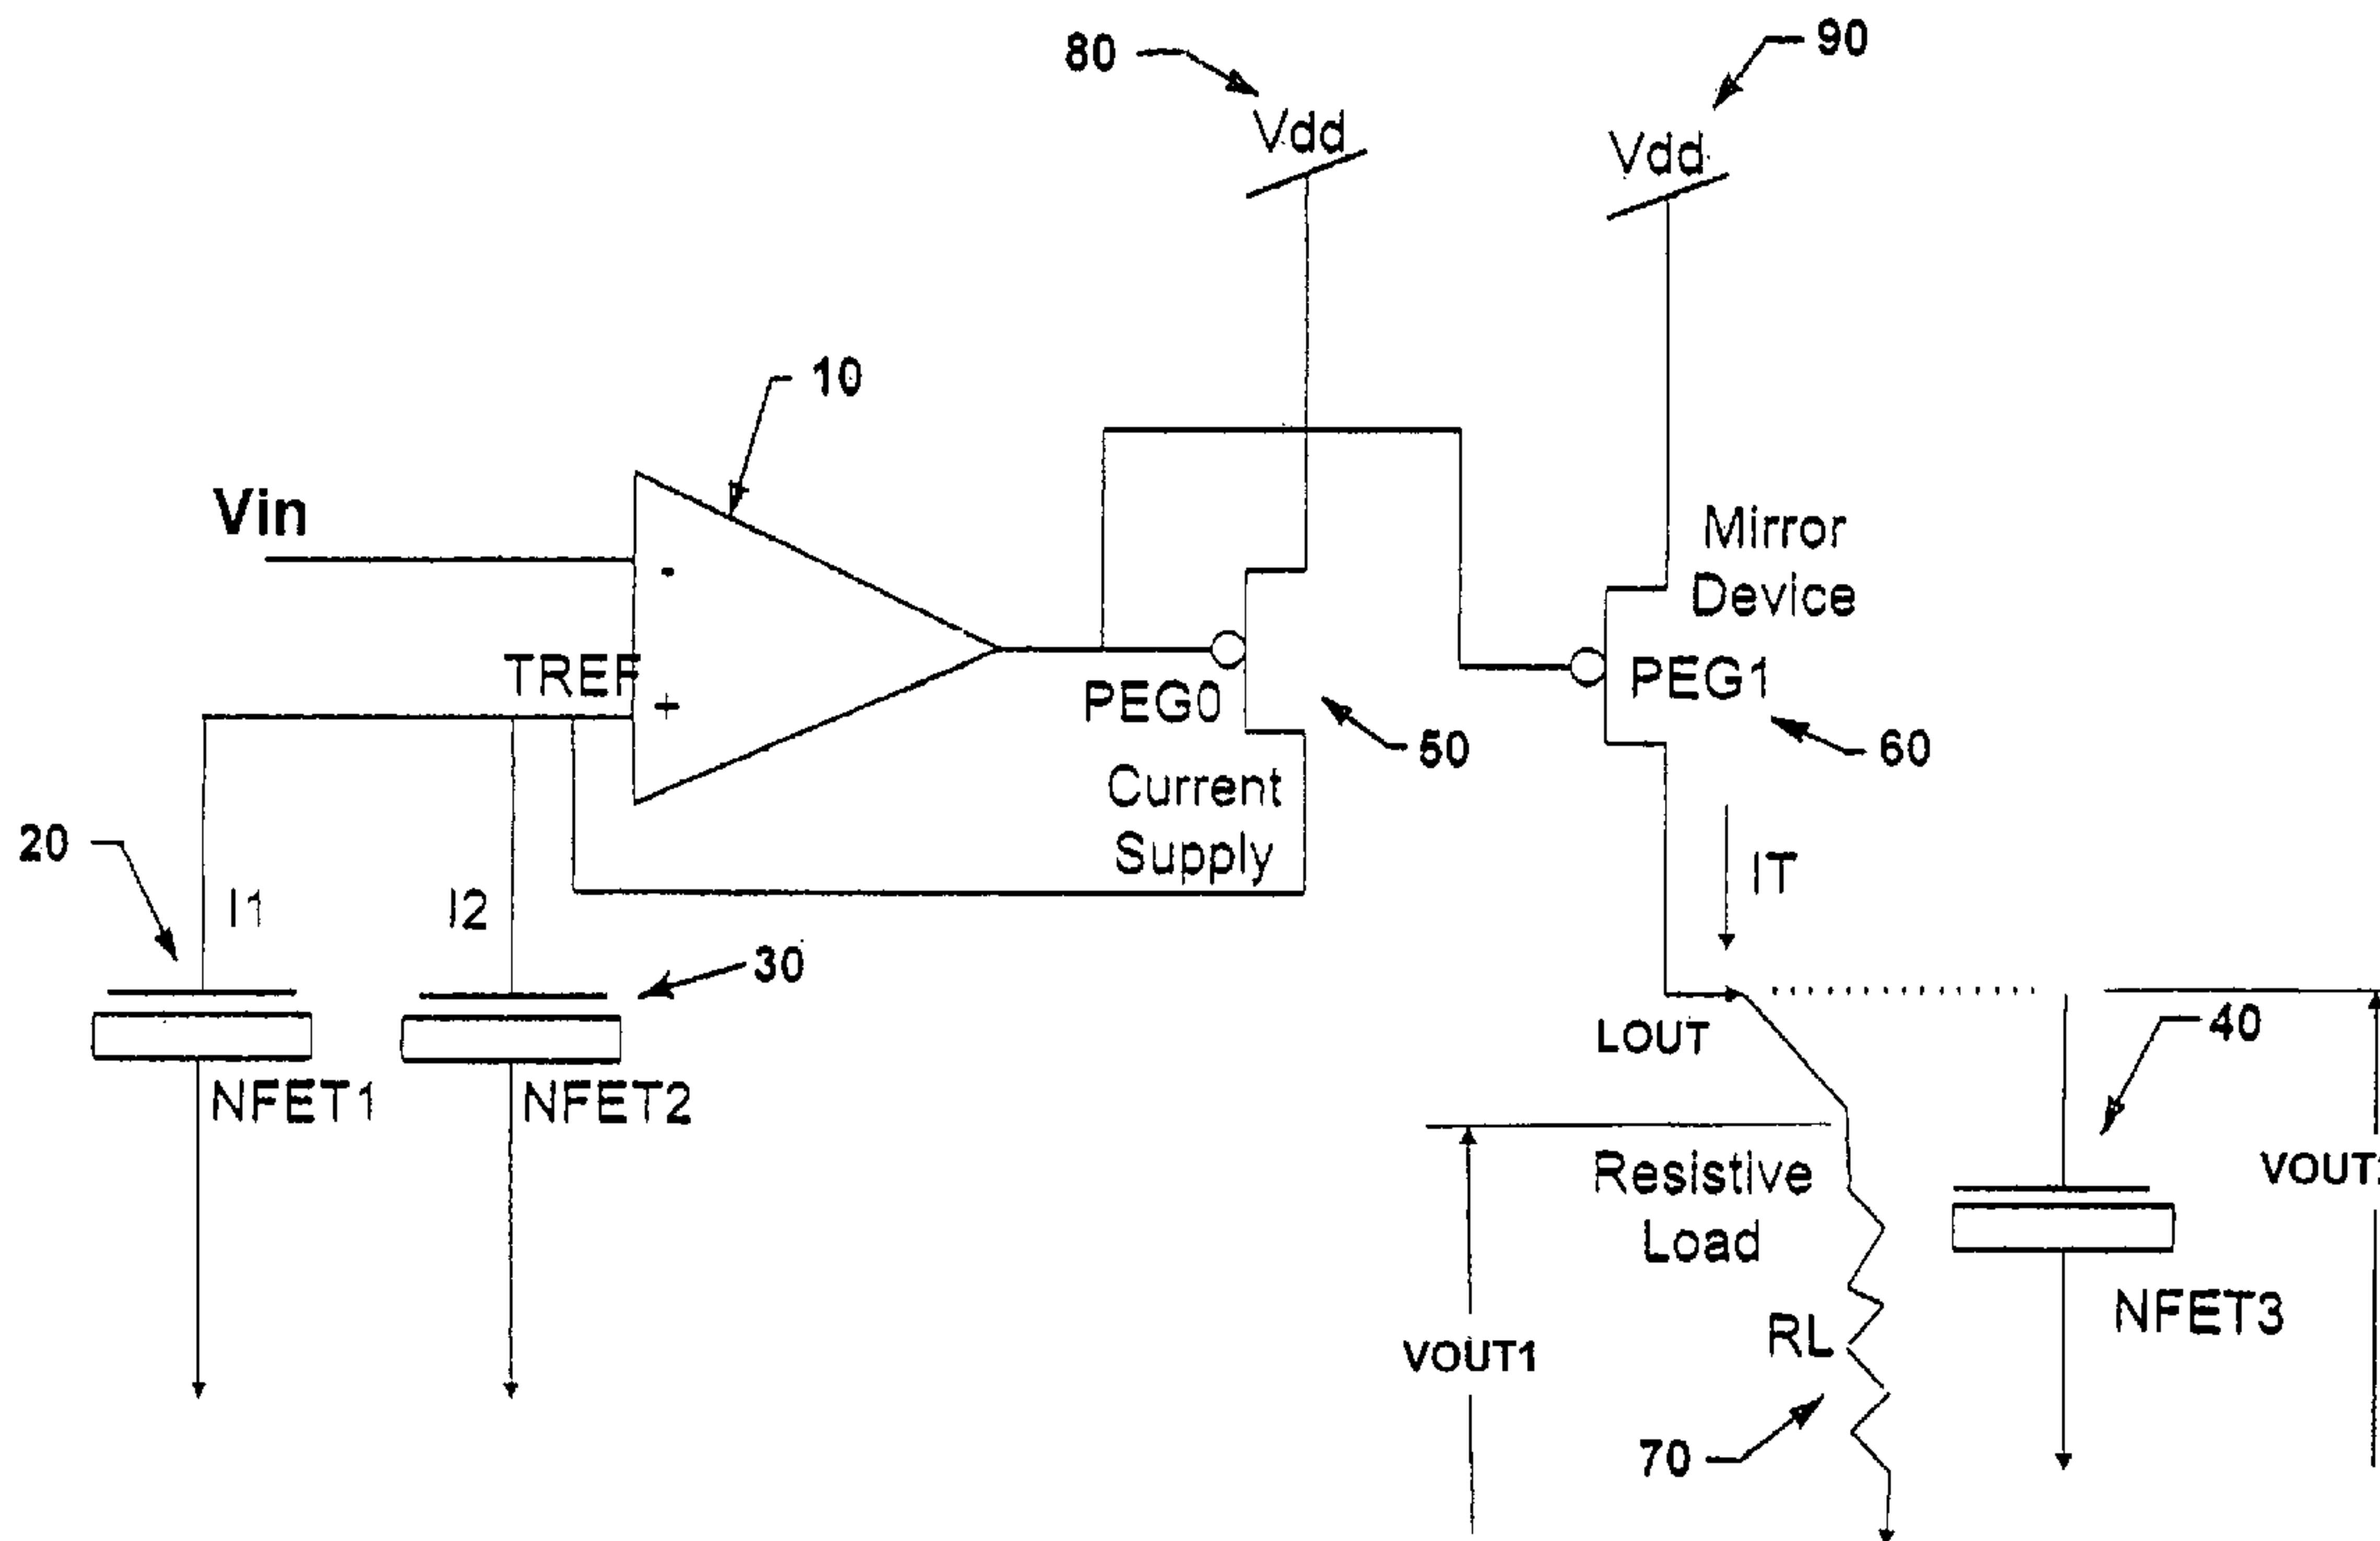 80
90
Vdd
Vdd
10
Vin
-
TREF
+
Mirror
Device
PEG0
PEG1
50
60
Current
Supply
20
I1
I2
30
IT
LOUT
40
NFET1
NFET2
Resistive
Load
VOUT
NFET3
RL
VOUT1
70